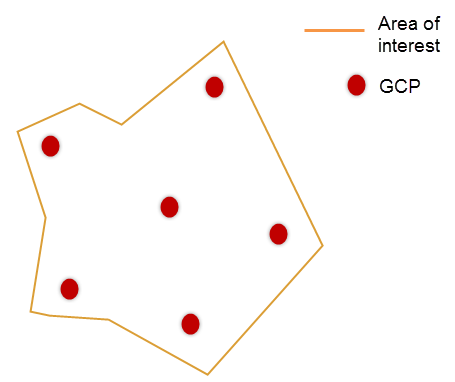 Area of
interest
GCP